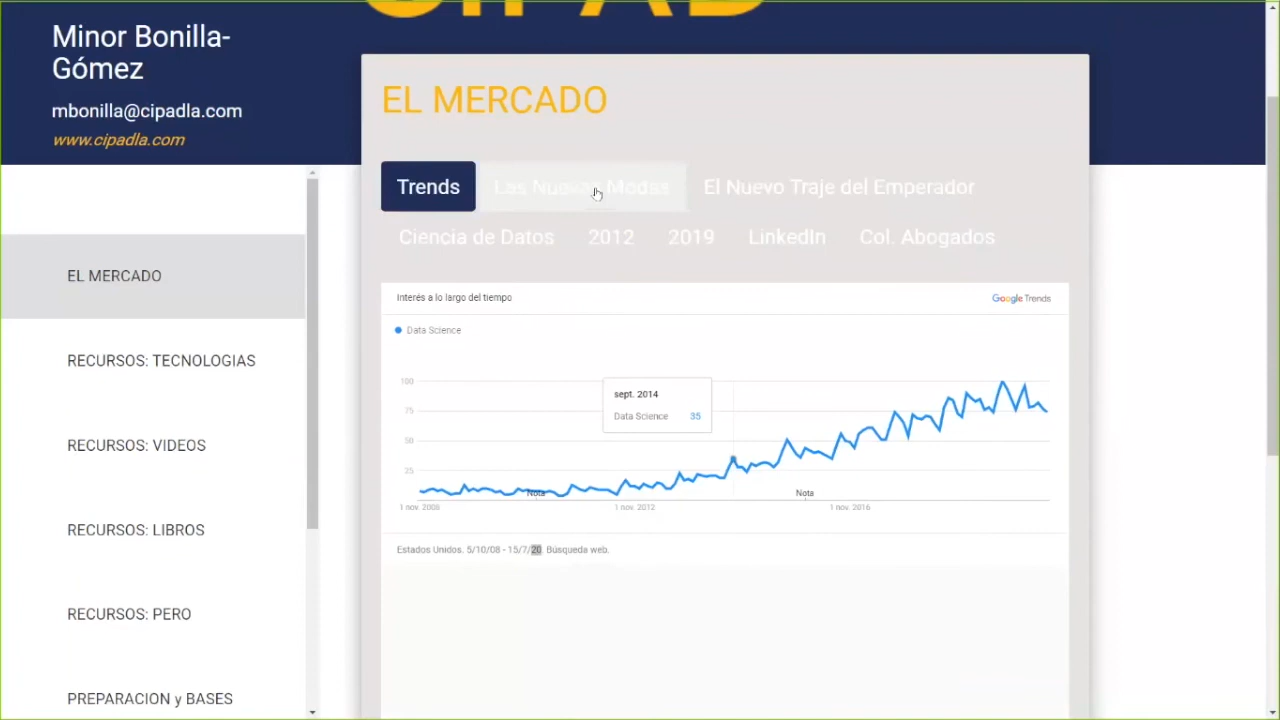 Minor Bonilla-
Gómez
mbonilla@cipadla.com
www.cipadla.com
EL MERCADO
RECURSOS: TECNOLOGIAS
RECURSOS: VIDEOS
RECURSOS: LIBROS
RECURSOS: PERO
PREPARACION y BASES
EL MERCADO
Trends Las Nuevas Modas El Nuevo Traje del Emperador
Ciencia de Datos 2012 2019 LinkedIn Col. Abogados
Interés a lo largo del tiempo Google Trends
Data Science
100
75
50
25
sept. 2014
Data Science 35
Nota Nota
1 nov. 2008 1 nov. 2012 1 nov. 2016
Estados Unidos. 5/10/08 - 15/7/20. Búsqueda web.